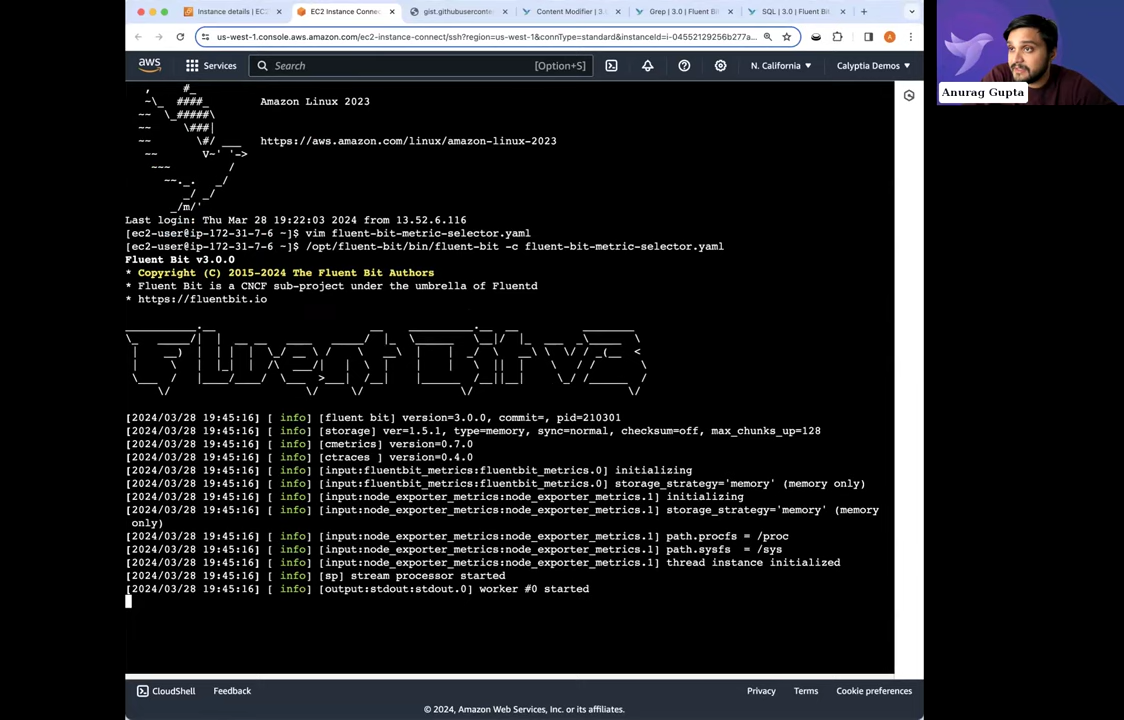 Instance details | EC2
EC2 Instance Connec
gist.githubuserconte
Content Modifier | 3.
Grep | 3.0 | Fluent Bit
SQL | 3.0 | Fluent Bit
us-west-1.console.aws.amazon.com/ec2-instance-connect/ssh?region=us-west-1&connType=standard&instanceId=i-04552129256b277a...
aws
Services
Search
[Option+S]
N. California
Calyptia Demos
Anurag Gupta
Amazon Linux 2023
https://aws.amazon.com/linux/amazon-linux-2023
Last login: Thu Mar 28 19:22:03 2024 from 13.52.6.116
[ec2-user@ip-172-31-7-6 ~]$ vim fluent-bit-metric-selector.yaml
[ec2-user@ip-172-31-7-6 ~]$ /opt/fluent-bit/bin/fluent-bit -c fluent-bit-metric-selector.yaml
Fluent Bit v3.0.0
* Copyright (C) 2015-2024 The Fluent Bit Authors
* Fluent Bit is a CNCF sub-project under the umbrella of Fluentd
* https://fluentbit.io
Fluent Bit v3
[2024/03/28 19:45:16] [ info] [fluent bit] version=3.0.0, commit=, pid=210301
[2024/03/28 19:45:16] [ info] [storage] ver=1.5.1, type=memory, sync=normal, checksum=off, max_chunks_up=128
[2024/03/28 19:45:16] [ info] [cmetrics] version=0.7.0
[2024/03/28 19:45:16] [ info] [ctraces ] version=0.4.0
[2024/03/28 19:45:16] [ info] [input:fluentbit_metrics:fluentbit_metrics.0] initializing
[2024/03/28 19:45:16] [ info] [input:fluentbit_metrics:fluentbit_metrics.0] storage_strategy='memory' (memory only)
[2024/03/28 19:45:16] [ info] [input:node_exporter_metrics:node_exporter_metrics.1] initializing
[2024/03/28 19:45:16] [ info] [input:node_exporter_metrics:node_exporter_metrics.1] storage_strategy='memory' (memory
only)
[2024/03/28 19:45:16] [ info] [input:node_exporter_metrics:node_exporter_metrics.1] path.procfs = /proc
[2024/03/28 19:45:16] [ info] [input:node_exporter_metrics:node_exporter_metrics.1] path.sysfs  = /sys
[2024/03/28 19:45:16] [ info] [input:node_exporter_metrics:node_exporter_metrics.1] thread instance initialized
[2024/03/28 19:45:16] [ info] [sp] stream processor started
[2024/03/28 19:45:16] [ info] [output:stdout:stdout.0] worker #0 started
CloudShell
Feedback
Privacy
Terms
Cookie preferences
© 2024, Amazon Web Services, Inc. or its affiliates.